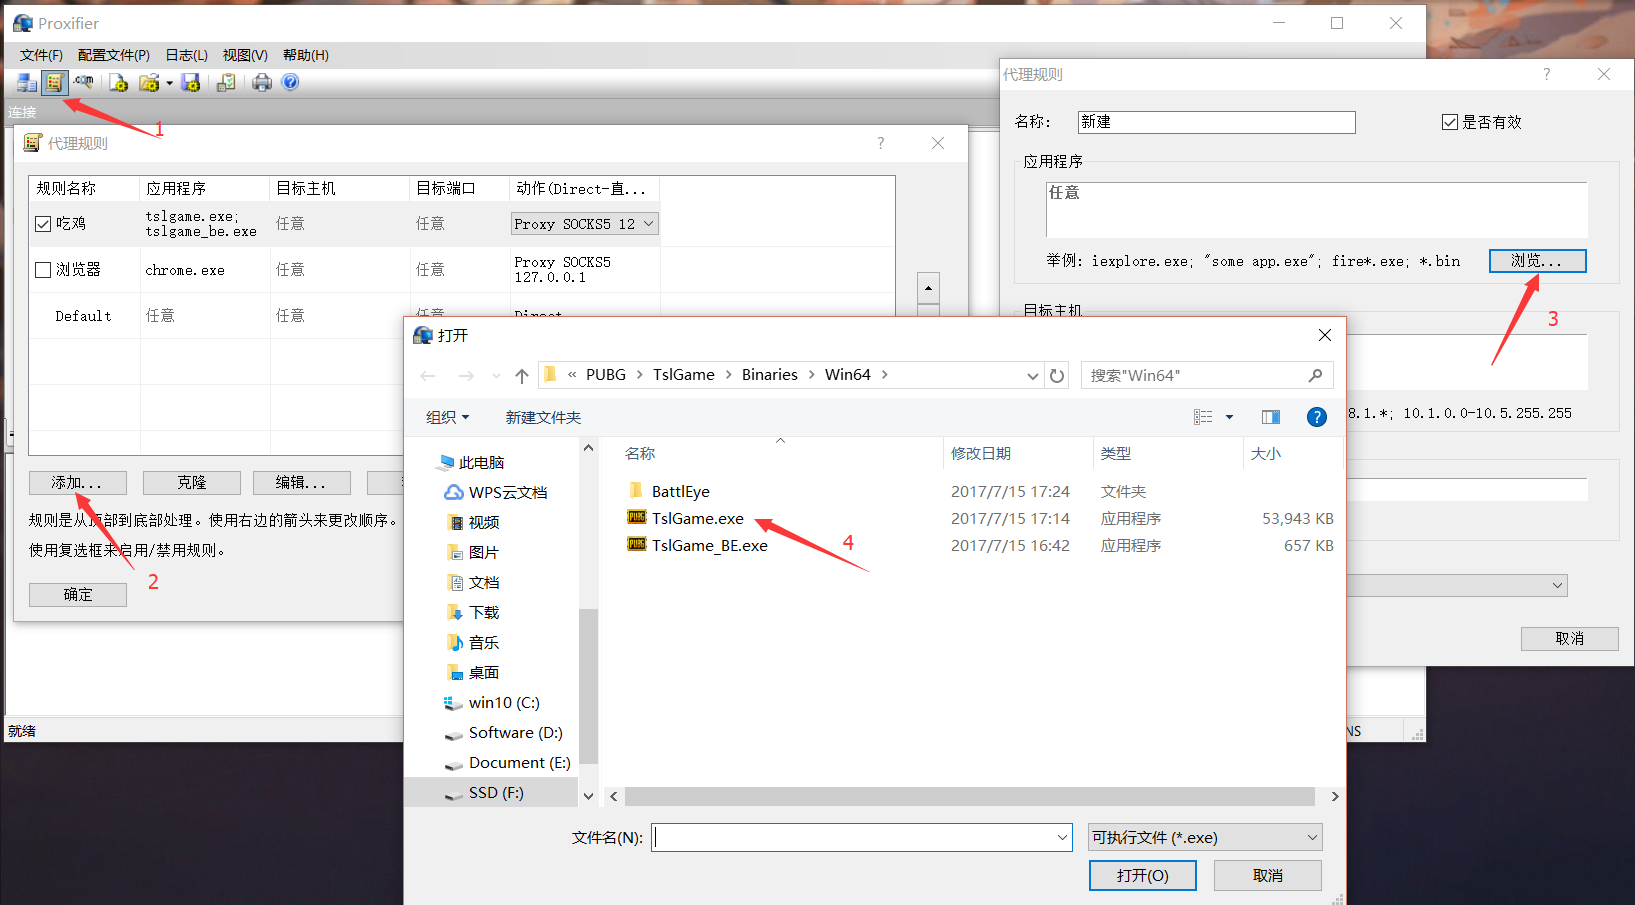 Proxifier
文件(F) 配置文件(P) 日志(L) 视图(V) 帮助(H)
连接
1
代理规则
?
规则名称 应用程序 目标主机 目标端口 动作(Direct-直...
吃鸡 tslgame.exe; tslgame_be.exe 任意 任意 Proxy SOCKS5 12
浏览器 chrome.exe 任意 任意 Proxy SOCKS5 127.0.0.1
Default 任意 任意 任意 Direct
添加... 克隆 编辑...
规则是从顶部到底部处理。使用右边的箭头来更改顺序。
使用复选框来启用/禁用规则。
2
确定
就绪
代理规则
?
名称: 新建 是否有效
应用程序
任意
举例: iexplore.exe; "some app.exe"; fire*.exe; *.bin 浏览...
3
目标主机
8.1.*; 10.1.0.0-10.5.255.255
取消
NS
打开
« PUBG > TslGame > Binaries > Win64 >
搜索"Win64"
组织 新建文件夹
?
此电脑
WPS云文档
视频
图片
文档
下载
音乐
桌面
win10 (C:)
Software (D:)
Document (E:)
SSD (F:)
名称 修改日期 类型 大小
BattlEye 2017/7/15 17:24 文件夹
PUBG TslGame.exe 2017/7/15 17:14 应用程序 53,943 KB
PUBG TslGame_BE.exe 2017/7/15 16:42 应用程序 657 KB
4
文件名(N): 可执行文件 (*.exe)
打开(O) 取消